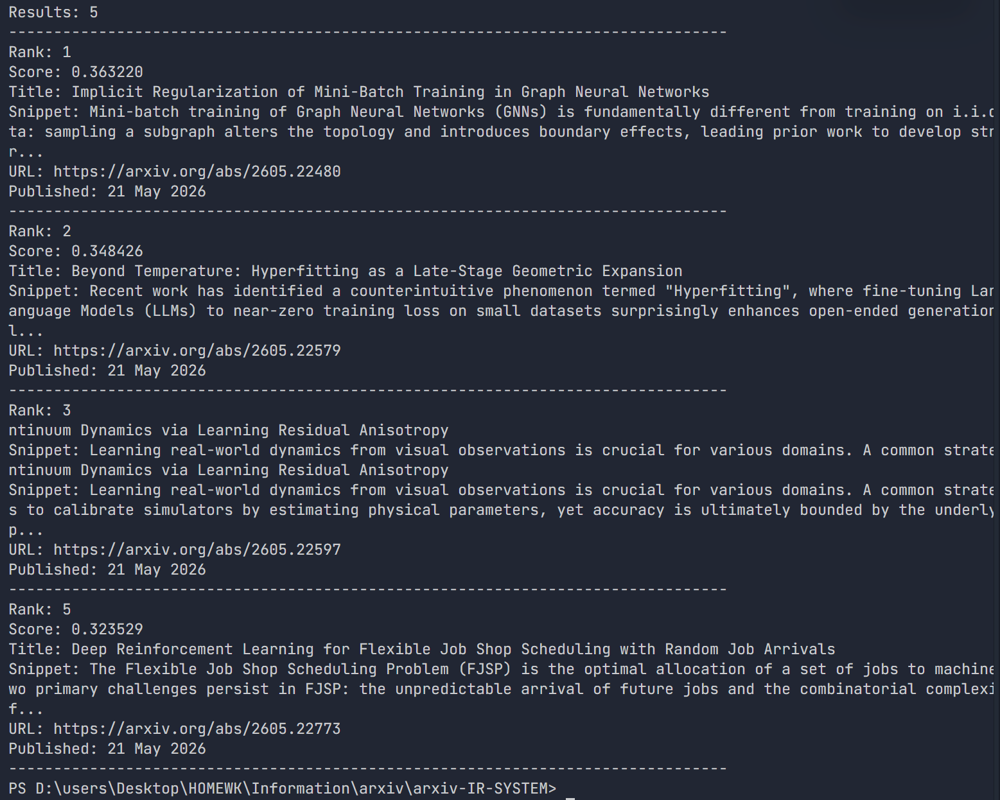 Results: 5
--------------------------------------------------------------------------------
Rank: 1
Score: 0.363220
Title: Implicit Regularization of Mini-Batch Training in Graph Neural Networks
Snippet: Mini-batch training of Graph Neural Networks (GNNs) is fundamentally different from training on i.i.d
ta: sampling a subgraph alters the topology and introduces boundary effects, leading prior work to develop str
r...
URL: https://arxiv.org/abs/2605.22480
Published: 21 May 2026
--------------------------------------------------------------------------------
Rank: 2
Score: 0.348426
Title: Beyond Temperature: Hyperfitting as a Late-Stage Geometric Expansion
Snippet: Recent work has identified a counterintuitive phenomenon termed "Hyperfitting", where fine-tuning Lar
anguage Models (LLMs) to near-zero training loss on small datasets surprisingly enhances open-ended generation
l...
URL: https://arxiv.org/abs/2605.22579
Published: 21 May 2026
--------------------------------------------------------------------------------
Rank: 3
ntinuum Dynamics via Learning Residual Anisotropy
Snippet: Learning real-world dynamics from visual observations is crucial for various domains. A common strate
ntinuum Dynamics via Learning Residual Anisotropy
Snippet: Learning real-world dynamics from visual observations is crucial for various domains. A common strate
s to calibrate simulators by estimating physical parameters, yet accuracy is ultimately bounded by the underly
p...
URL: https://arxiv.org/abs/2605.22597
Published: 21 May 2026
--------------------------------------------------------------------------------
Rank: 5
Score: 0.323529
Title: Deep Reinforcement Learning for Flexible Job Shop Scheduling with Random Job Arrivals
Snippet: The Flexible Job Shop Scheduling Problem (FJSP) is the optimal allocation of a set of jobs to machine
wo primary challenges persist in FJSP: the unpredictable arrival of future jobs and the combinatorial complexi
f...
URL: https://arxiv.org/abs/2605.22773
Published: 21 May 2026
--------------------------------------------------------------------------------
PS D:\users\Desktop\HOMEWK\Information\arxiv\arxiv-IR-SYSTEM>